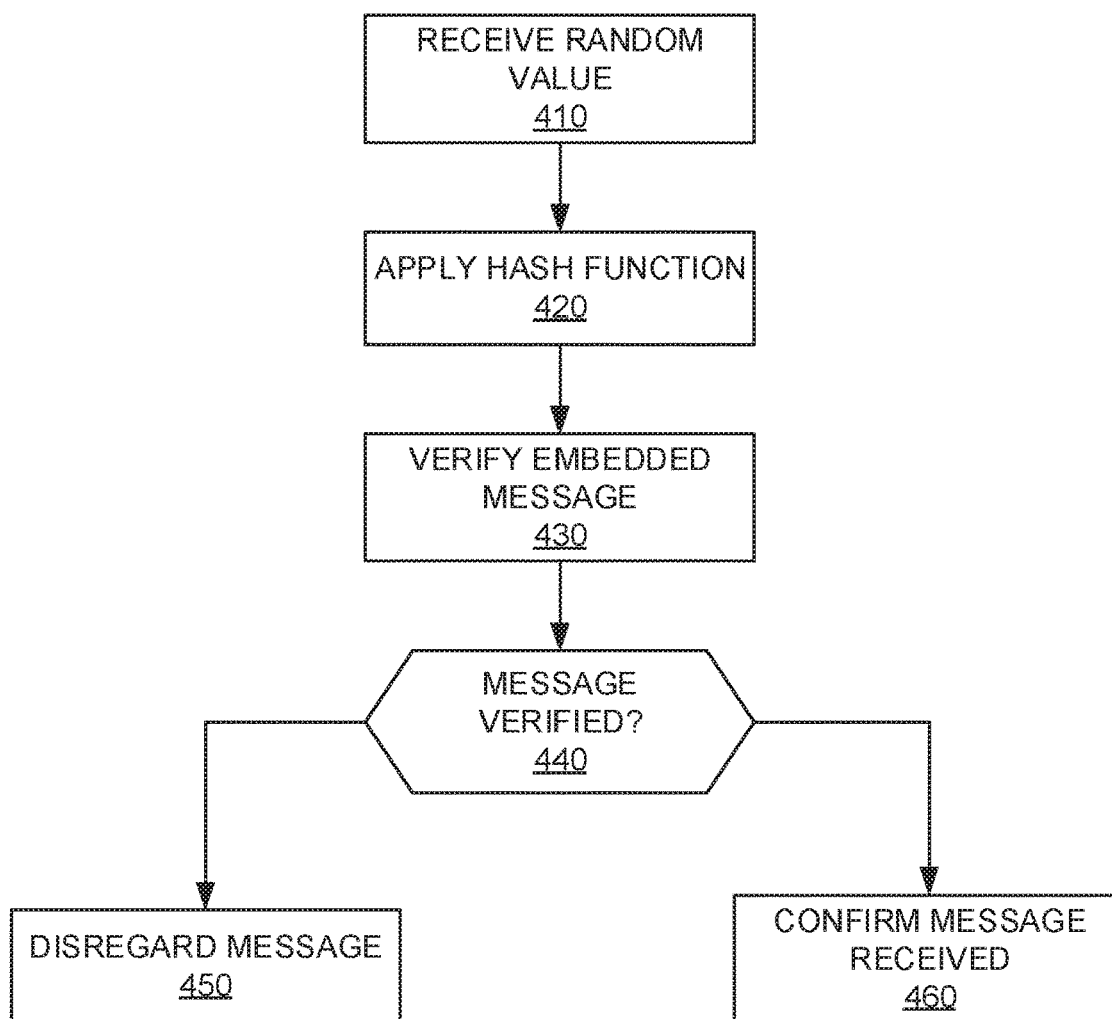 RECEIVE RANDOM
VALUE
410
APPLY HASH FUNCTION
420
VERIFY EMBEDDED
MESSAGE
430
MESSAGE
VERIFIED?
440
DISREGARD MESSAGE
450
CONFIRM MESSAGE
RECEIVED
460